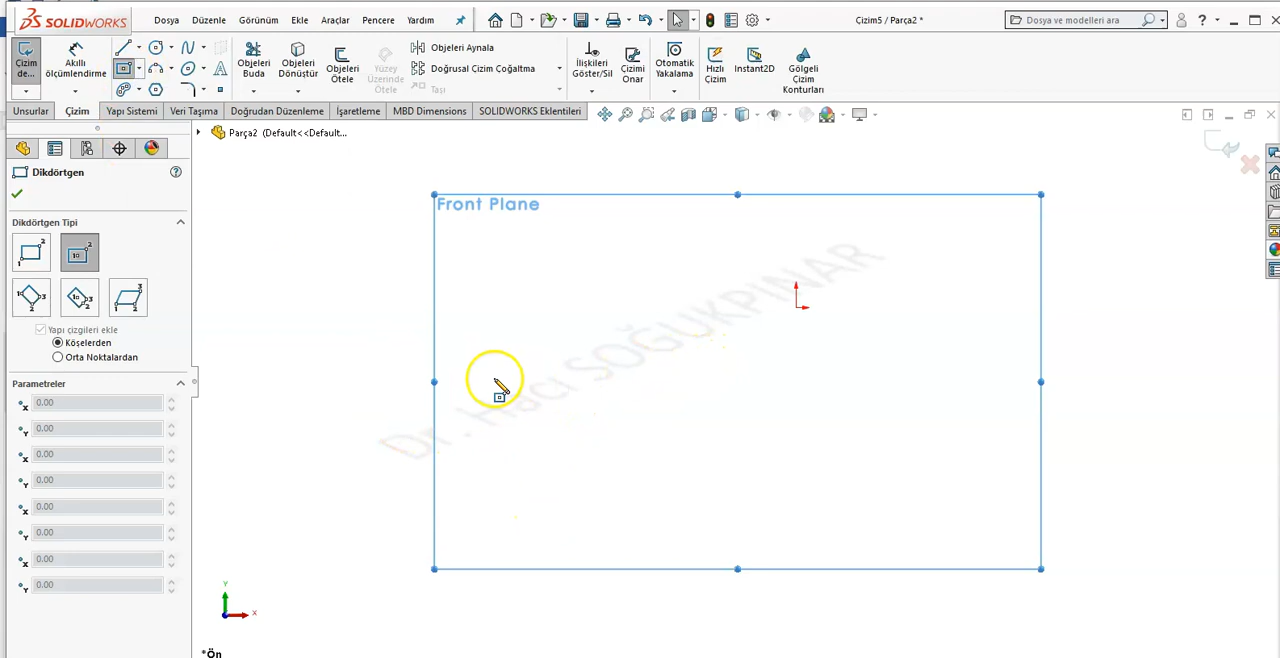 SOLIDWORKS
Dosya Düzenle Görünüm Ekle Araçlar Pencere Yardım
Çizim5 / Parça2 *
Dosya ve modelleri ara
Çizim de...
Akıllı ölçümlendirme
Objeleri Buda
Objeleri Dönüştür
Objeleri Ötele
Yüzey Üzerinde Ötele
Objeleri Aynala
Doğrusal Çizim Çoğaltma
Taşı
İlişkileri Göster/Sil
Çizimi Onar
Otomatik Yakalama
Hızlı Çizim
Instant2D
Gölgeli Çizim Konturları
Unsurlar Çizim Yapı Sistemi Veri Taşıma Doğrudan Düzenleme İşaretleme MBD Dimensions SOLIDWORKS Eklentileri
Parça2 (Default<<Default...
Dikdörtgen
Dikdörtgen Tipi
Yapı çizgileri ekle
Köşelerden
Orta Noktalardan
Parametreler
0.00
0.00
0.00
0.00
0.00
0.00
0.00
0.00
Front Plane
Dr. Hacı SOĞUKPINAR
Y
X
*Ön